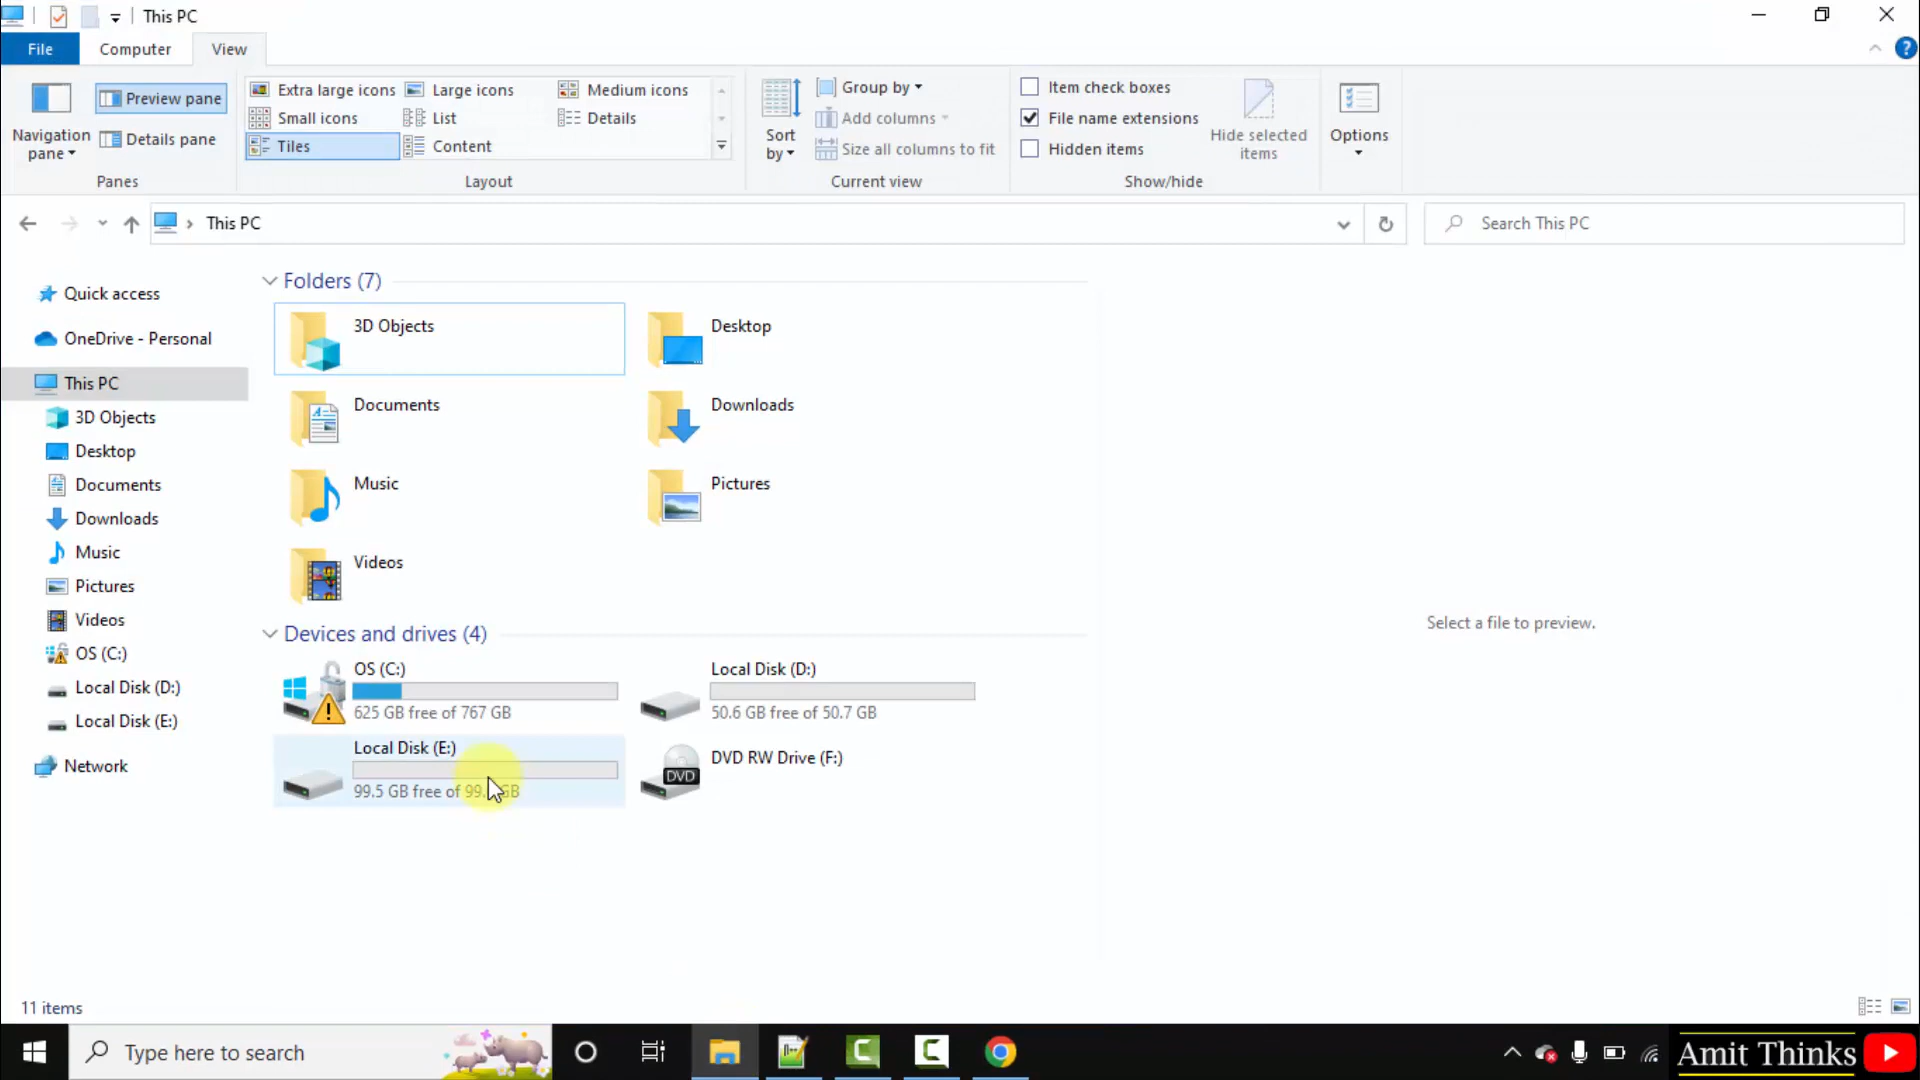 This PC
File
Computer
View
Navigation pane
Preview pane
Details pane
Panes
Extra large icons
Large icons
Medium icons
Small icons
List
Details
Tiles
Content
Layout
Sort by
Group by
Add columns
Size all columns to fit
Current view
Item check boxes
File name extensions
Hidden items
Hide selected items
Show/hide
Options
This PC
Search This PC
Quick access
OneDrive - Personal
This PC
3D Objects
Desktop
Documents
Downloads
Music
Pictures
Videos
OS (C:)
Local Disk (D:)
Local Disk (E:)
Network
Folders (7)
3D Objects
Desktop
Documents
Downloads
Music
Pictures
Videos
Devices and drives (4)
OS (C:)
625 GB free of 767 GB
Local Disk (D:)
50.6 GB free of 50.7 GB
Local Disk (E:)
99.5 GB free of GB
DVD RW Drive (F:)
DVD
Select a file to preview.
11 items
Type here to search
Amit Thinks